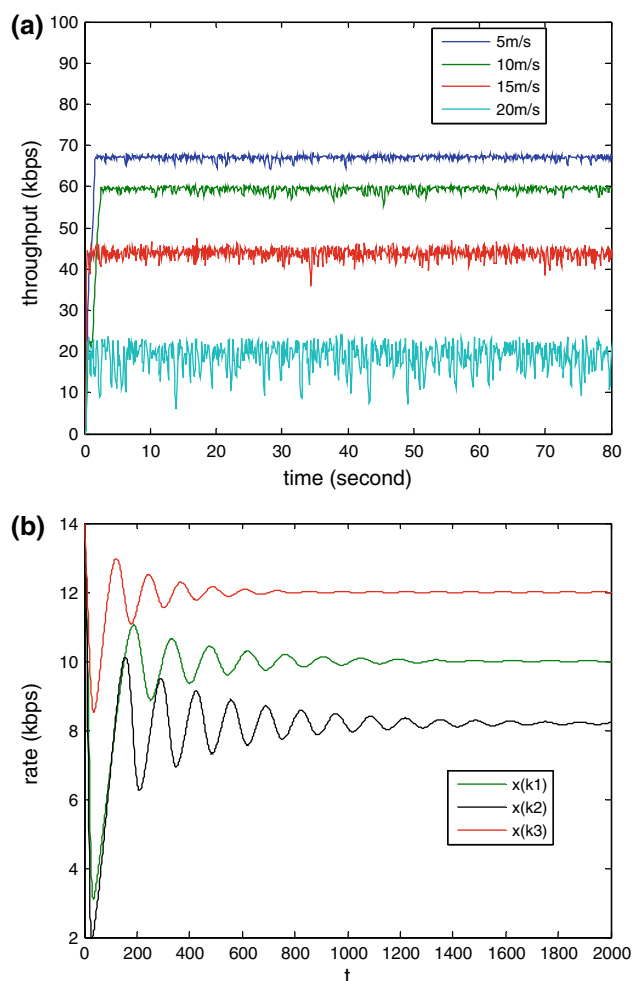 (a)
100
90
80
70
60
50
40
30
20
10
0
throughput (kbps)
5m/s
10m/s
15m/s
20m/s
0 10 20 30 40 50 60 70 80
time (second)
(b)
14
12
10
8
6
4
2
rate (kbps)
x(k1)
x(k2)
x(k3)
0 200 400 600 800 1000 1200 1400 1600 1800 2000
t